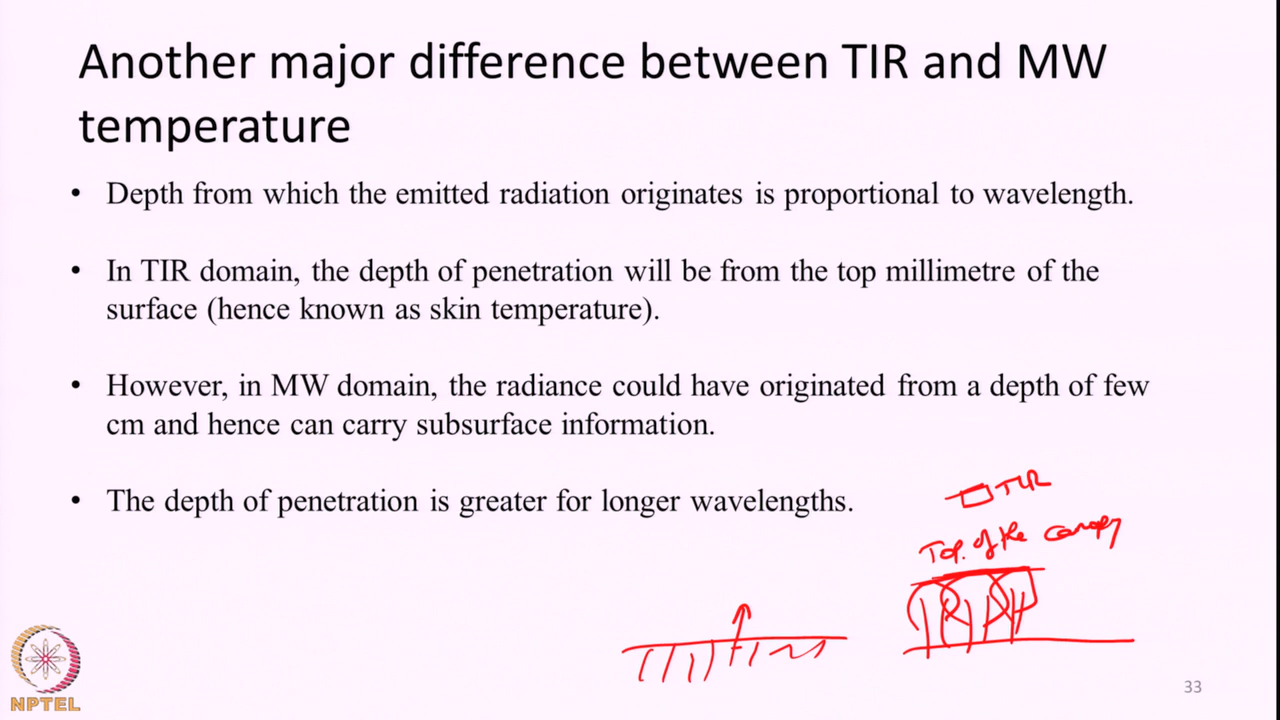 Another major difference between TIR and MW
temperature
• Depth from which the emitted radiation originates is proportional to wavelength.
• In TIR domain, the depth of penetration will be from the top millimetre of the
surface (hence known as skin temperature).
• However, in MW domain, the radiance could have originated from a depth of few
cm and hence can carry subsurface information.
• The depth of penetration is greater for longer wavelengths.
TIR
Top of the canopy
NPTEL
33